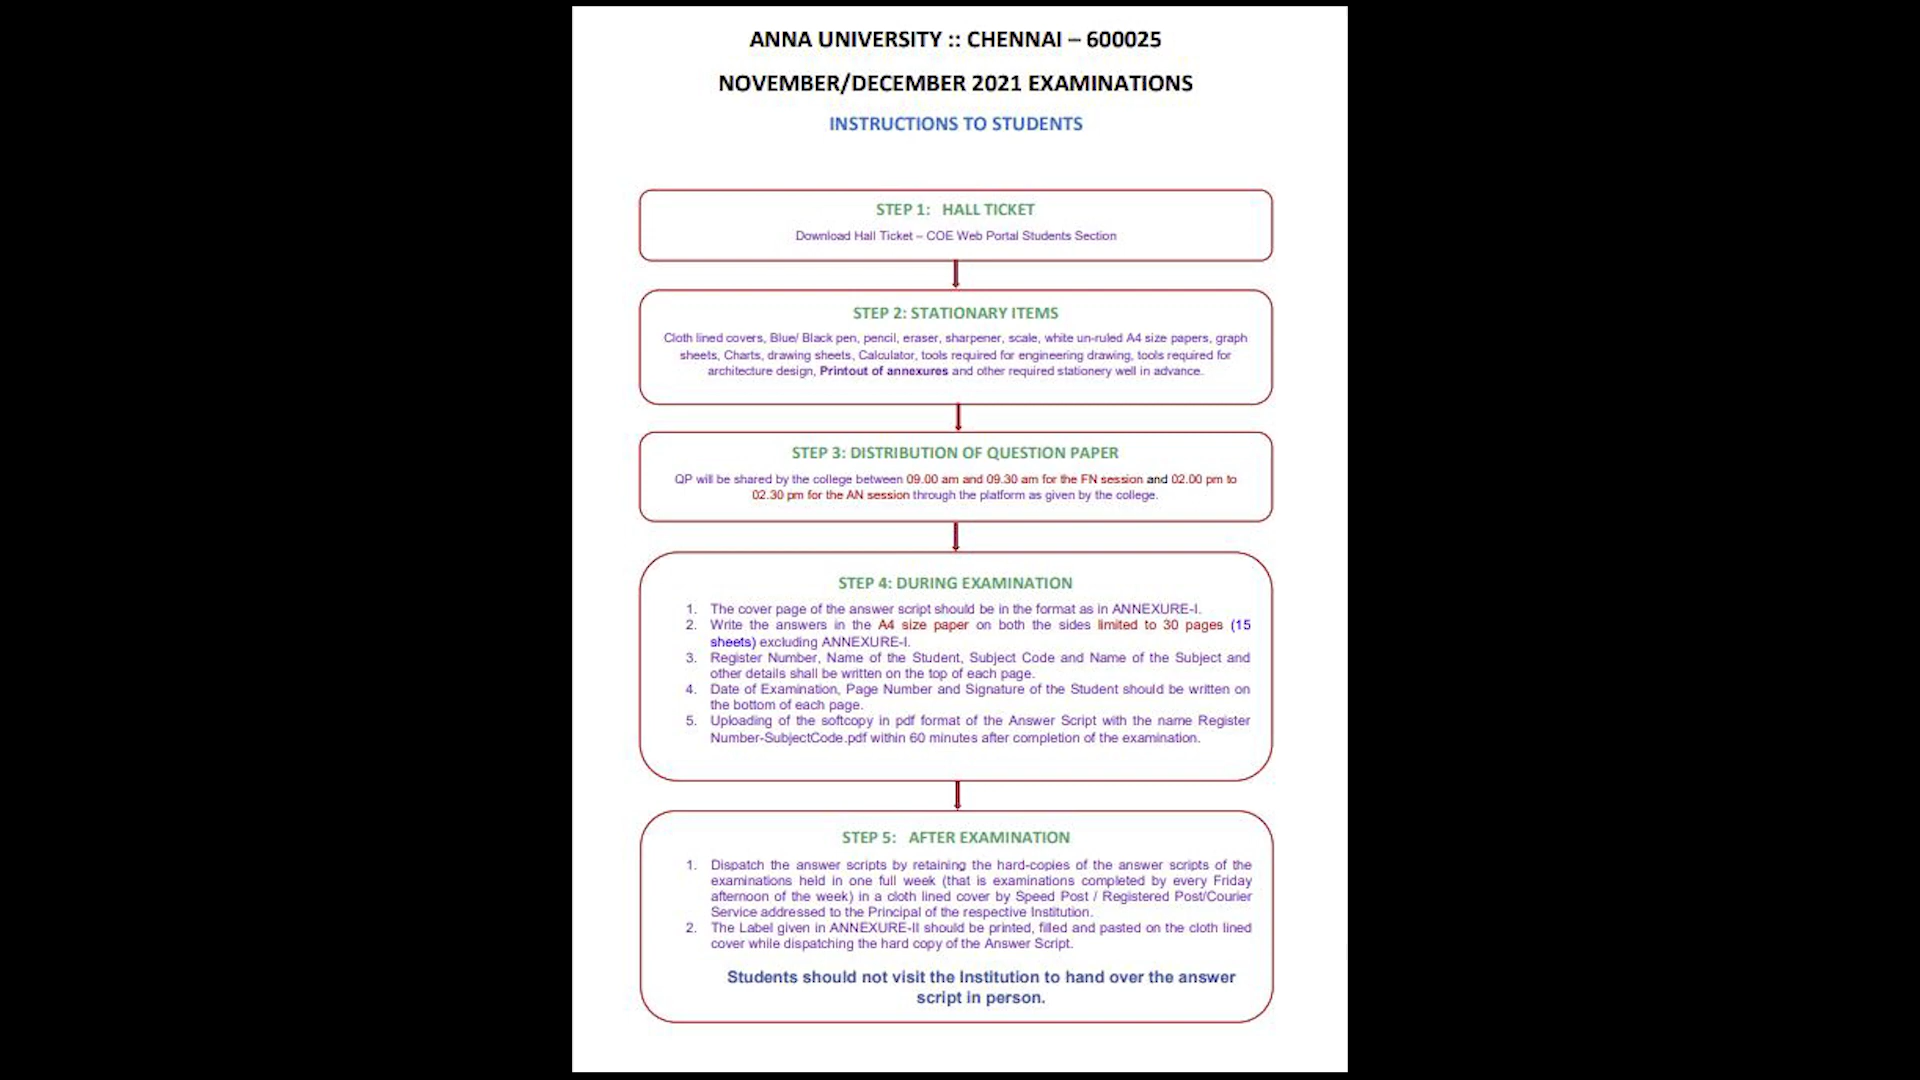 ANNA UNIVERSITY :: CHENNAI – 600025
NOVEMBER/DECEMBER 2021 EXAMINATIONS
INSTRUCTIONS TO STUDENTS
STEP 1: HALL TICKET
Download Hall Ticket – COE Web Portal Students Section
STEP 2: STATIONARY ITEMS
Cloth lined covers, Blue/ Black pen, pencil, eraser, sharpener, scale, white un-ruled A4 size papers, graph
sheets, Charts, drawing sheets, Calculator, tools required for engineering drawing, tools required for
architecture design, Printout of annexures and other required stationery well in advance.
STEP 3: DISTRIBUTION OF QUESTION PAPER
QP will be shared by the college between 09.00 am and 09.30 am for the FN session and 02.00 pm to
02.30 pm for the AN session through the platform as given by the college.
STEP 4: DURING EXAMINATION
1. The cover page of the answer script should be in the format as in ANNEXURE-I.
2. Write the answers in the A4 size paper on both the sides limited to 30 pages (15
sheets) excluding ANNEXURE-I.
3. Register Number, Name of the Student, Subject Code and Name of the Subject and
other details shall be written on the top of each page.
4. Date of Examination, Page Number and Signature of the Student should be written on
the bottom of each page.
5. Uploading of the softcopy in pdf format of the Answer Script with the name Register
Number-SubjectCode.pdf within 60 minutes after completion of the examination.
STEP 5: AFTER EXAMINATION
1. Dispatch the answer scripts by retaining the hard-copies of the answer scripts of the
examinations held in one full week (that is examinations completed by every Friday
afternoon of the week) in a cloth lined cover by Speed Post / Registered Post/Courier
Service addressed to the Principal of the respective Institution.
2. The Label given in ANNEXURE-II should be printed, filled and pasted on the cloth lined
cover while dispatching the hard copy of the Answer Script.
Students should not visit the Institution to hand over the answer
script in person.